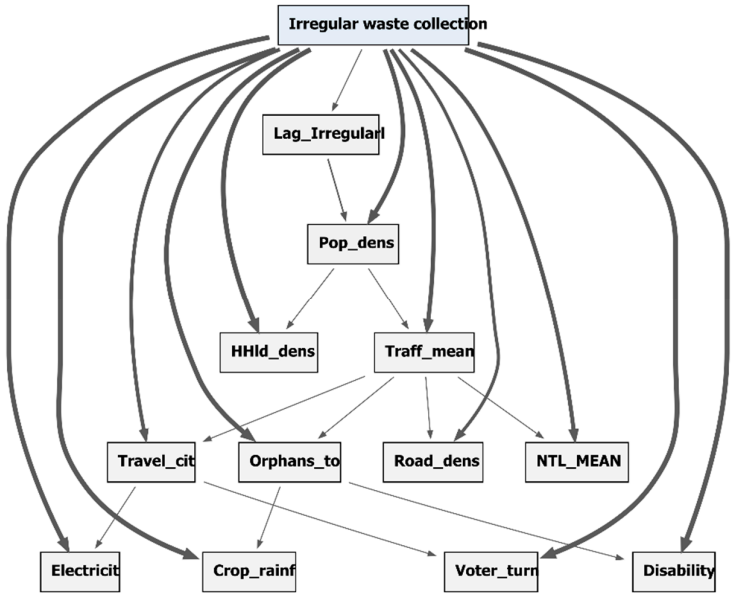 Irregular waste collection
Lag_Irregularl
Pop_dens
HHld_dens
Traff_mean
Travel_cit
Orphans_to
Road_dens
NTL_MEAN
Electricit
Crop_rainf
Voter_turn
Disability